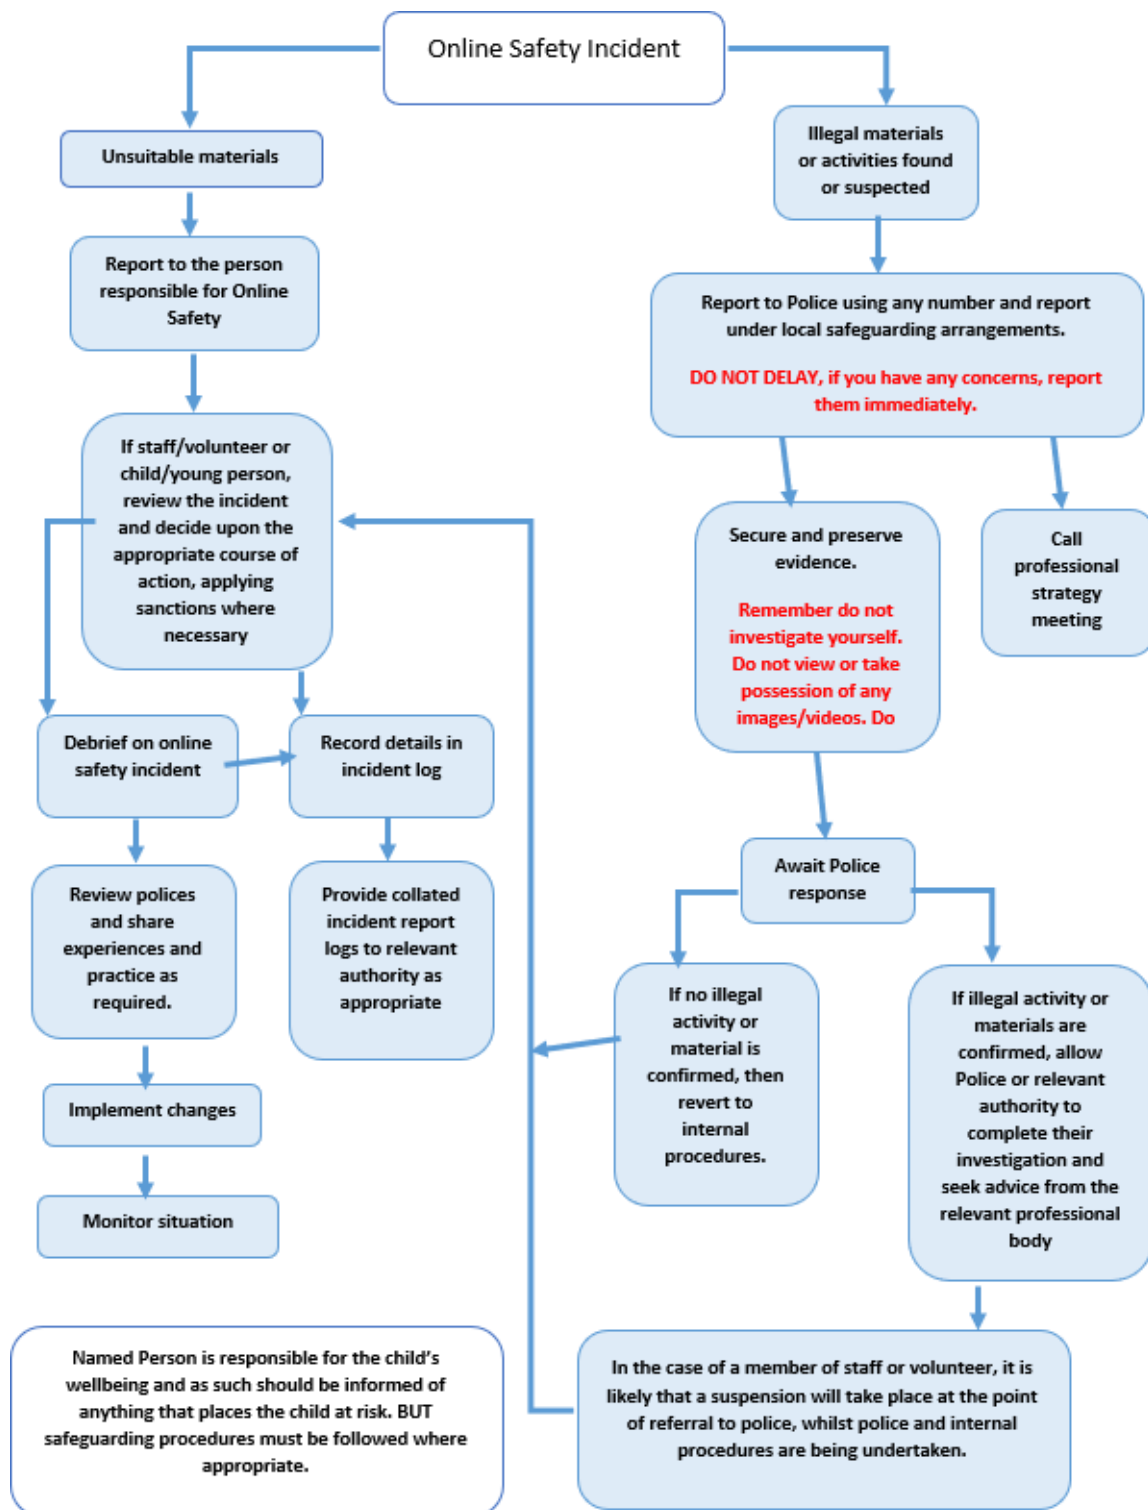 Online Safety Incident
Unsuitable materials
Illegal materials
or activities found
or suspected
Report to the person
responsible for Online
Safety
Report to Police using any number and report
under local safeguarding arrangements.
DO NOT DELAY, if you have any concerns, report
them immediately.
If staff/volunteer or
child/young person,
review the incident
and decide upon the
appropriate course of
action, applying
sanctions where
necessary
Secure and preserve
evidence.
Remember do not
investigate yourself.
Do not view or take
possession of any
images/videos. Do
Call
professional
strategy
meeting
Debrief on online
safety incident
Record details in
incident log
Await Police
response
Review polices
and share
experiences and
practice as
required.
Provide collated
incident report
logs to relevant
authority as
appropriate
If no illegal
activity or
material is
confirmed, then
revert to
internal
procedures.
If illegal activity or
materials are
confirmed, allow
Police or relevant
authority to
complete their
investigation and
seek advice from the
relevant professional
body
Implement changes
Monitor situation
Named Person is responsible for the child's
wellbeing and as such should be informed of
anything that places the child at risk. BUT
safeguarding procedures must be followed where
appropriate.
In the case of a member of staff or volunteer, it is
likely that a suspension will take place at the point
of referral to police, whilst police and internal
procedures are being undertaken.